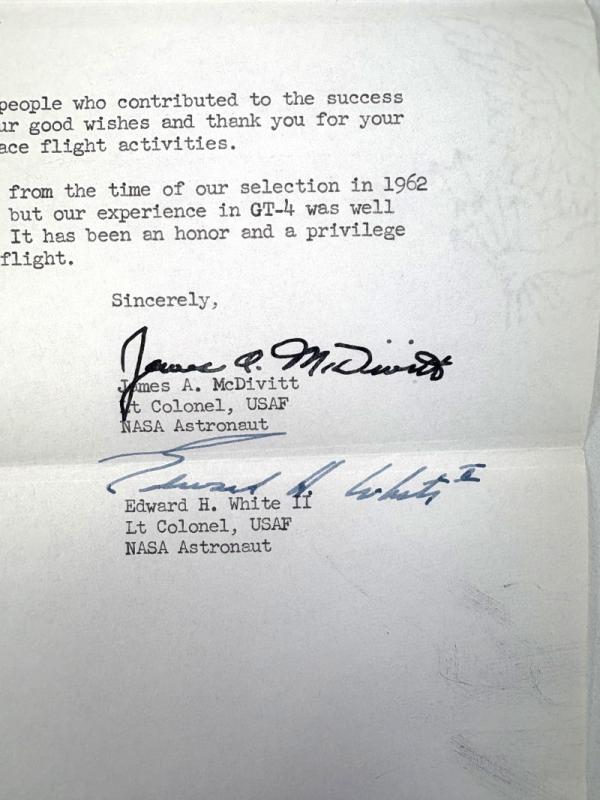 people who contributed to the success
ur good wishes and thank you for your
ace flight activities.
from the time of our selection in 1962
but our experience in GT-4 was well
It has been an honor and a privilege
flight.
Sincerely,
James A. McDivitt
James A. McDivitt
Lt Colonel, USAF
NASA Astronaut
Edward H. White II
Edward H. White II
Lt Colonel, USAF
NASA Astronaut